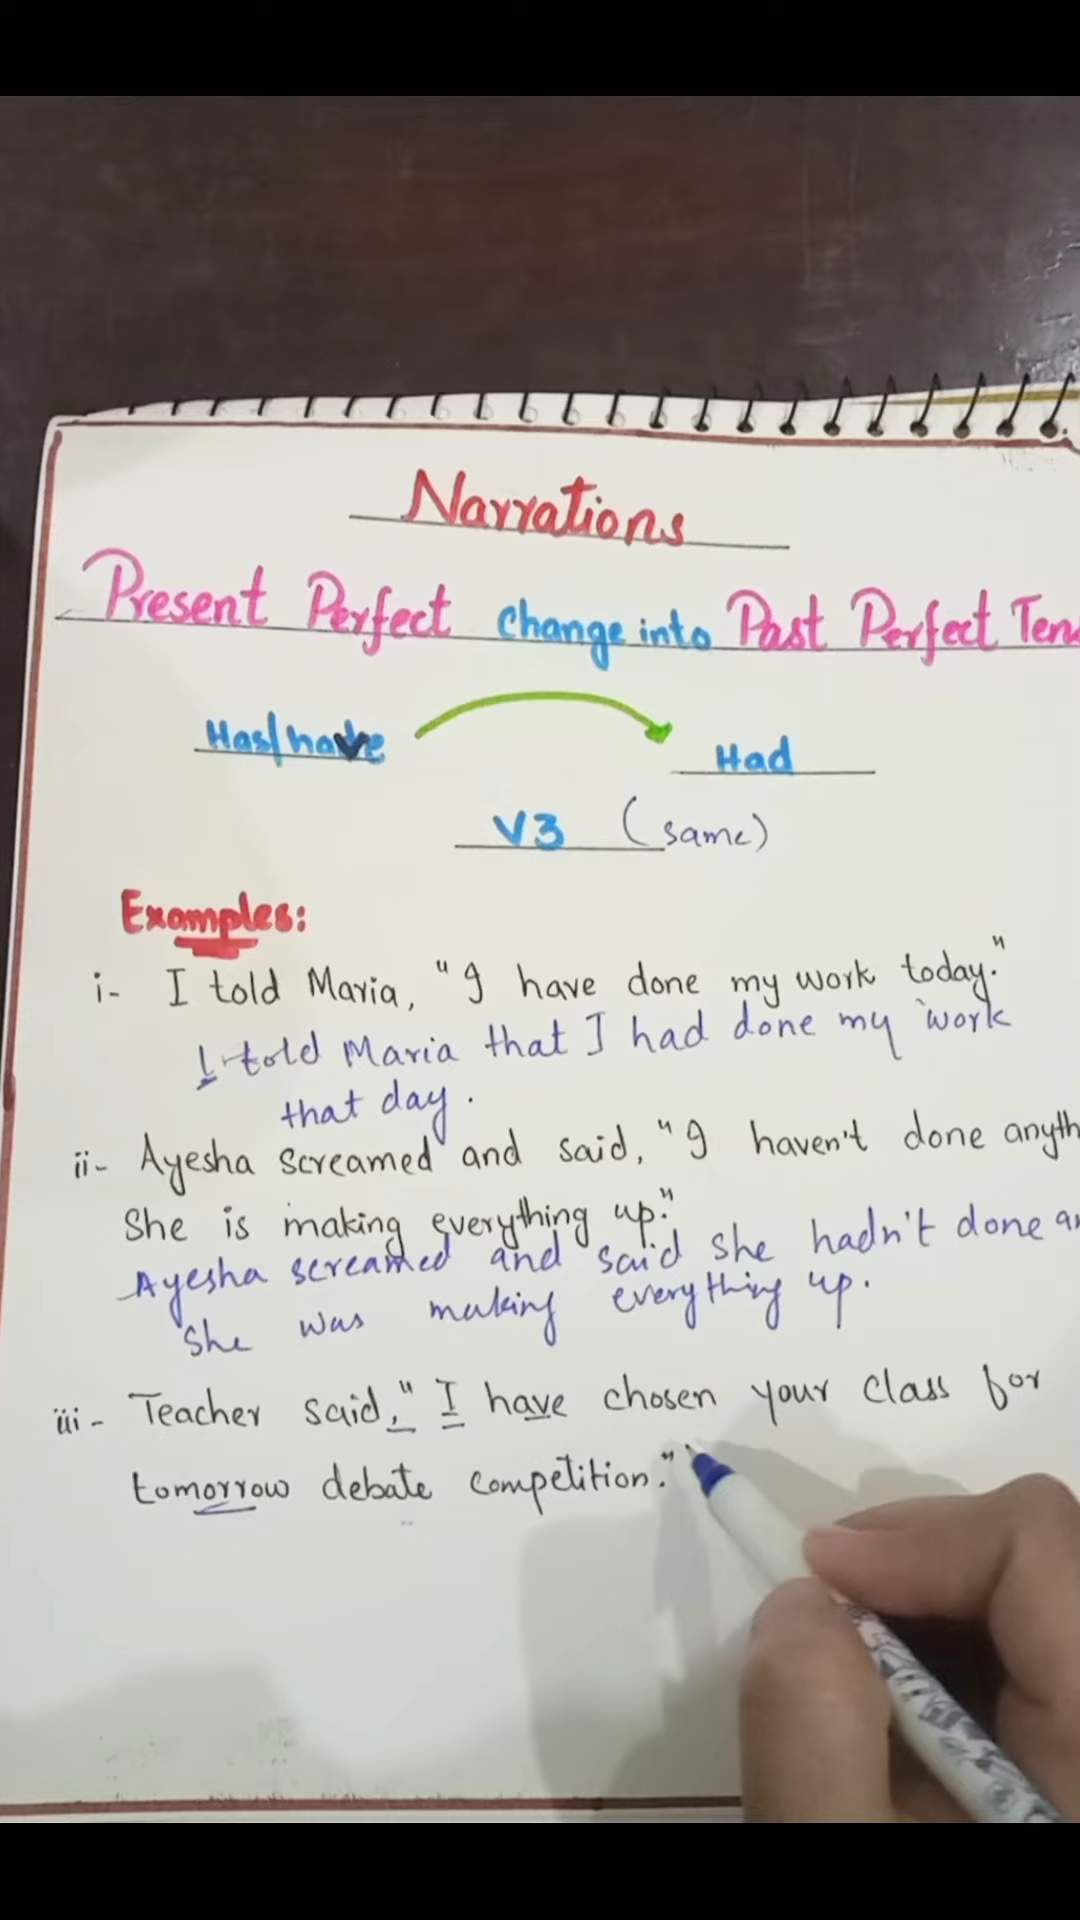 Narrations
Present Perfect Change into Past Perfect
Has/have
Had
V3 (same)
Examples:
i- I told Maria, "I have done my work today."
I told Maria that I had done my work
that day.
ii- Ayesha screamed and said, "I haven't done
She is making everything up."
Ayesha screamed and said she hadn't done
She was making everything up.
iii- Teacher said, "I have chosen your class for
tomorrow debate competition."